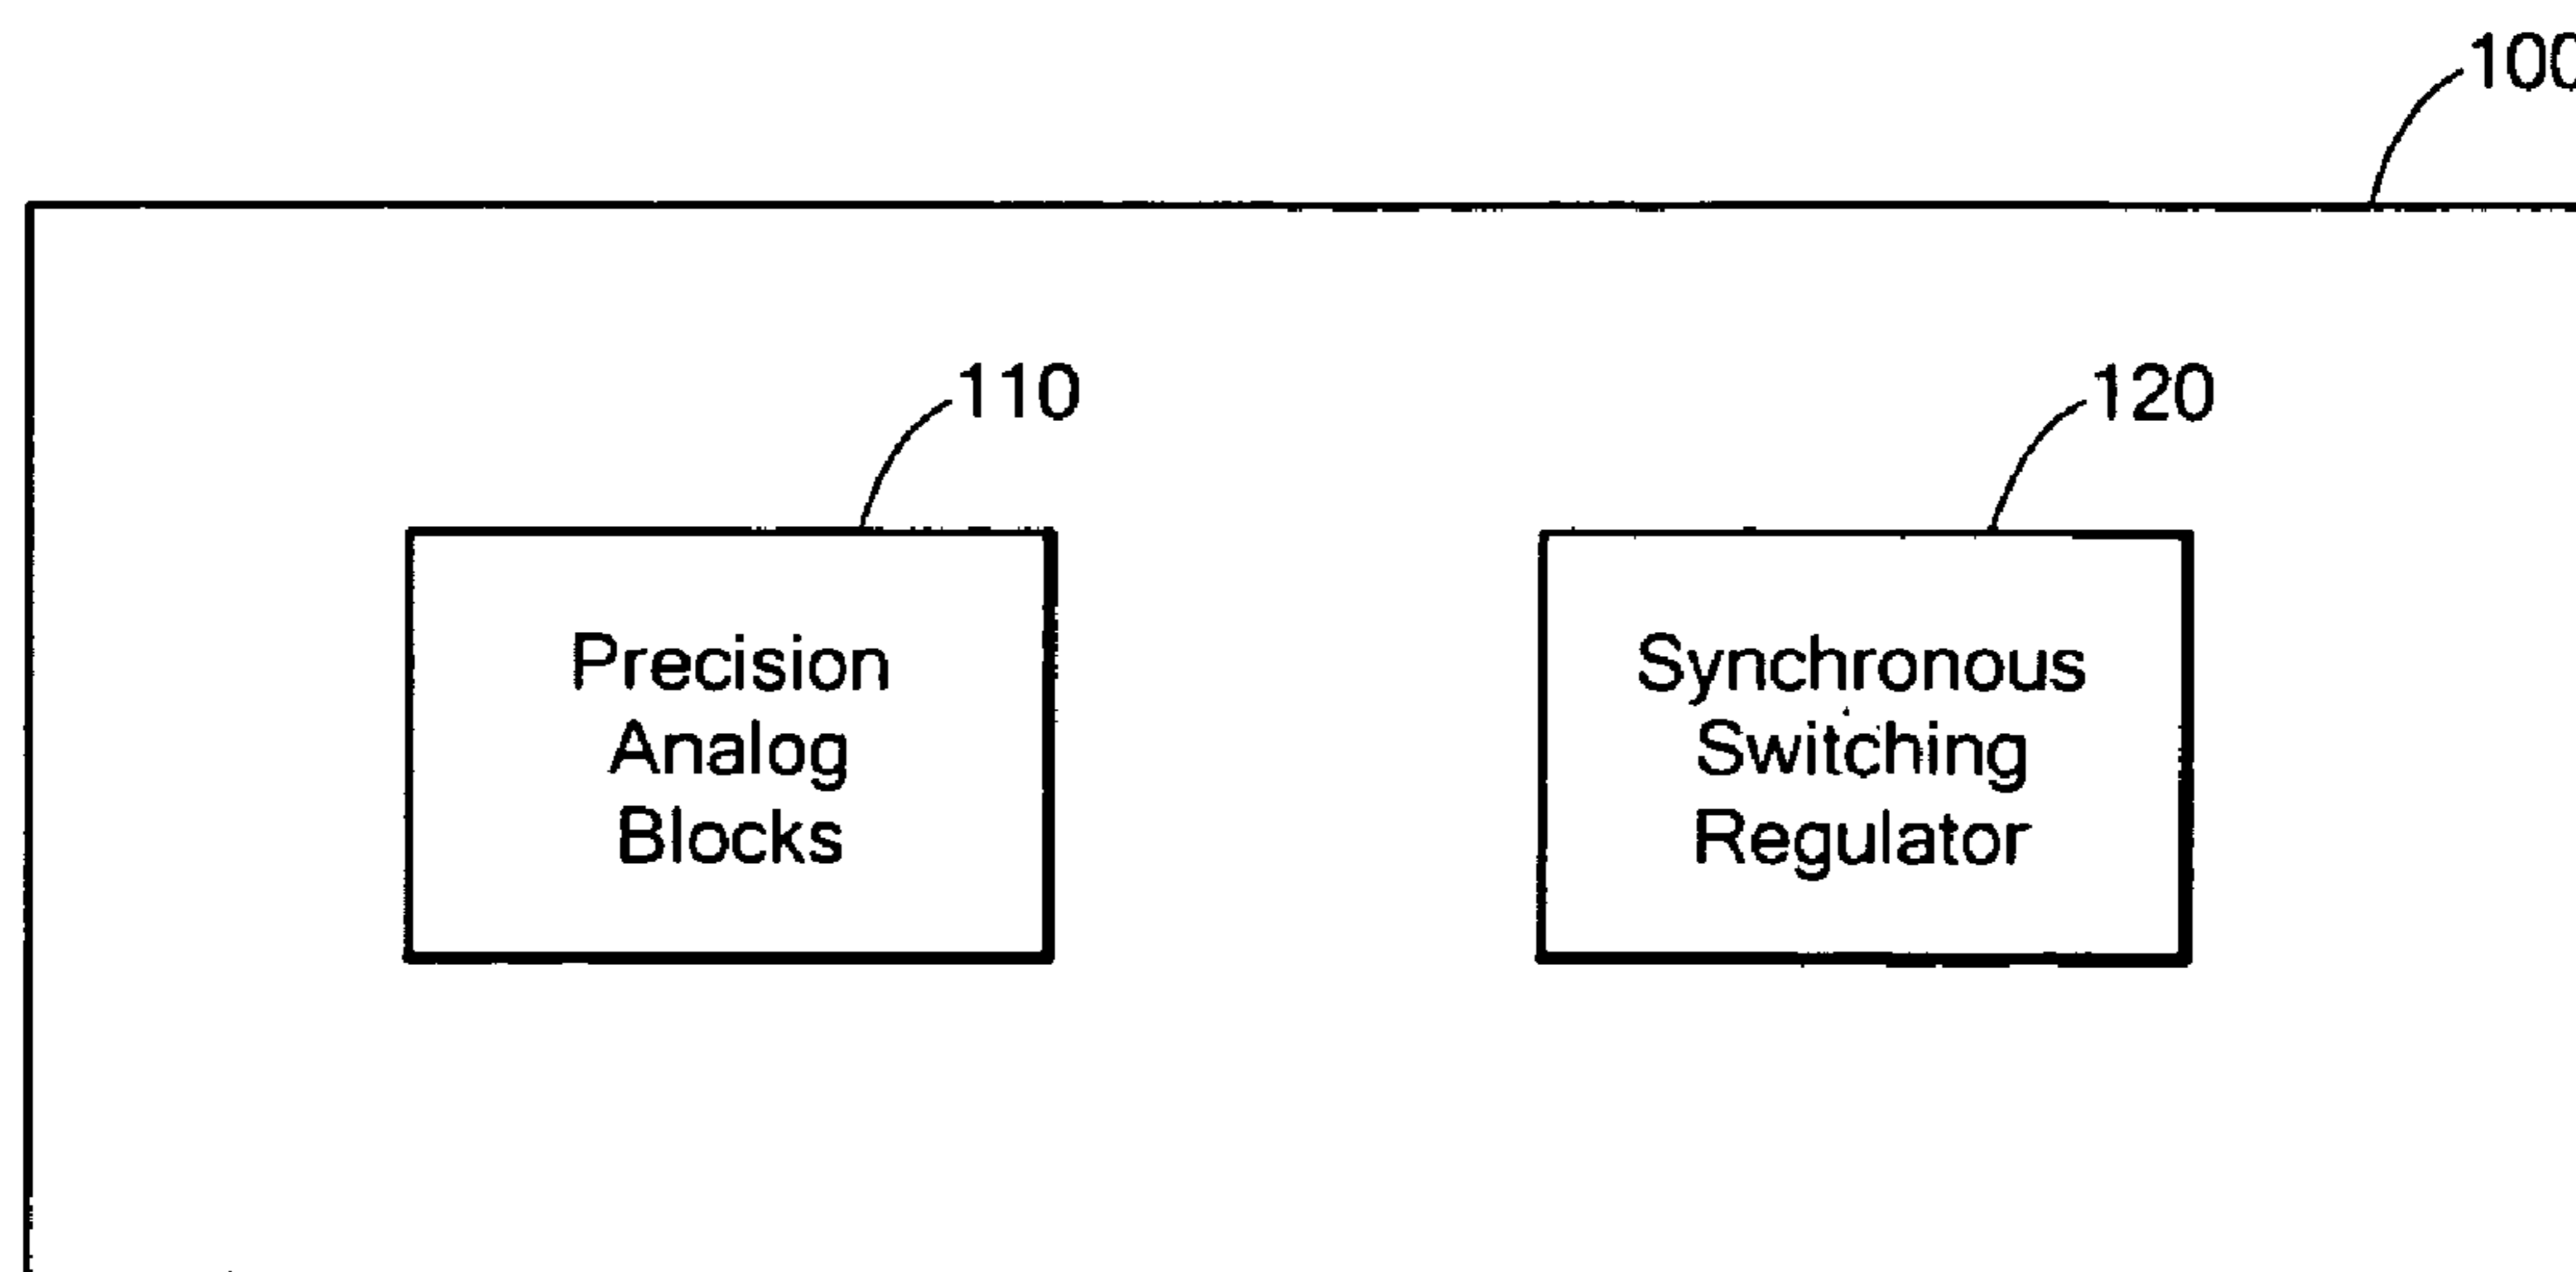 100
110
120
Precision
Analog
Blocks
Synchronous
Switching
Regulator